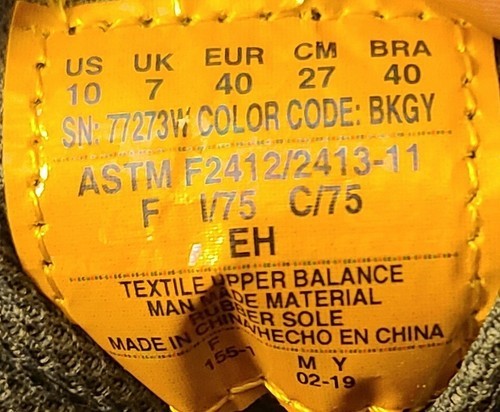 US UK EUR CM BRA
10 7 40 27 40
SN: 77273W COLOR CODE: BKGY
ASTM F2412/2413-11
F I/75 C/75
EH
TEXTILE UPPER BALANCE
MAN MADE MATERIAL
RUBBER SOLE
MADE IN CHINA/HECHO EN CHINA
F M Y
155-1 02-19